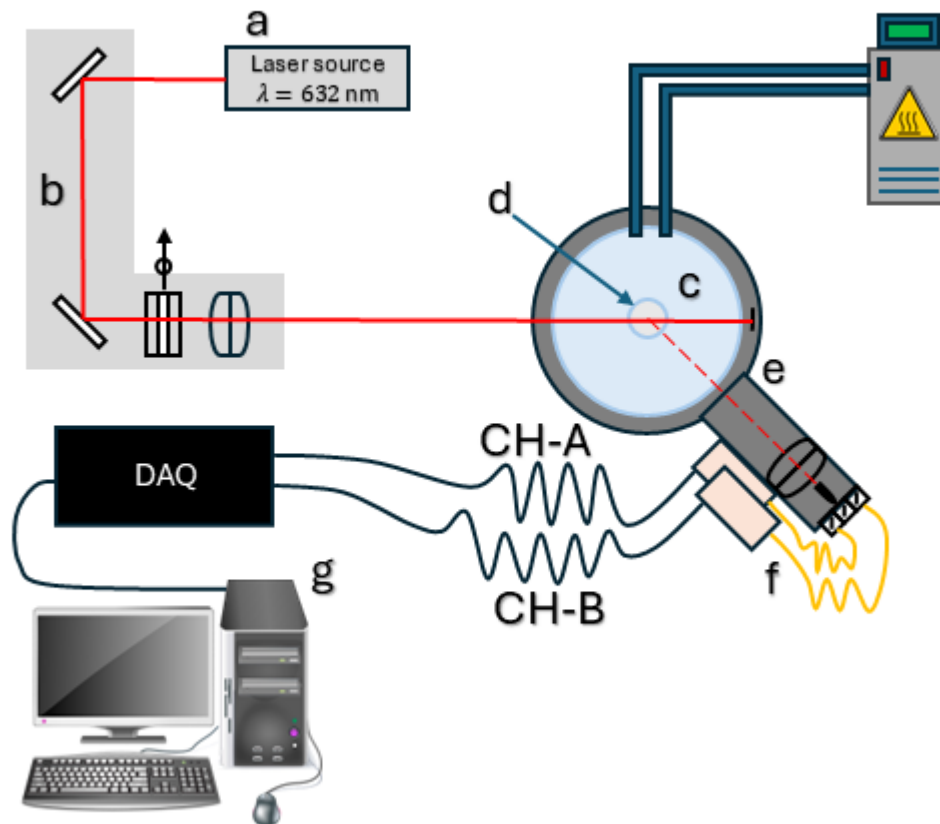 a
Laser source
λ = 632 nm
b
d
c
e
CH-A
DAQ
CH-B
f
g